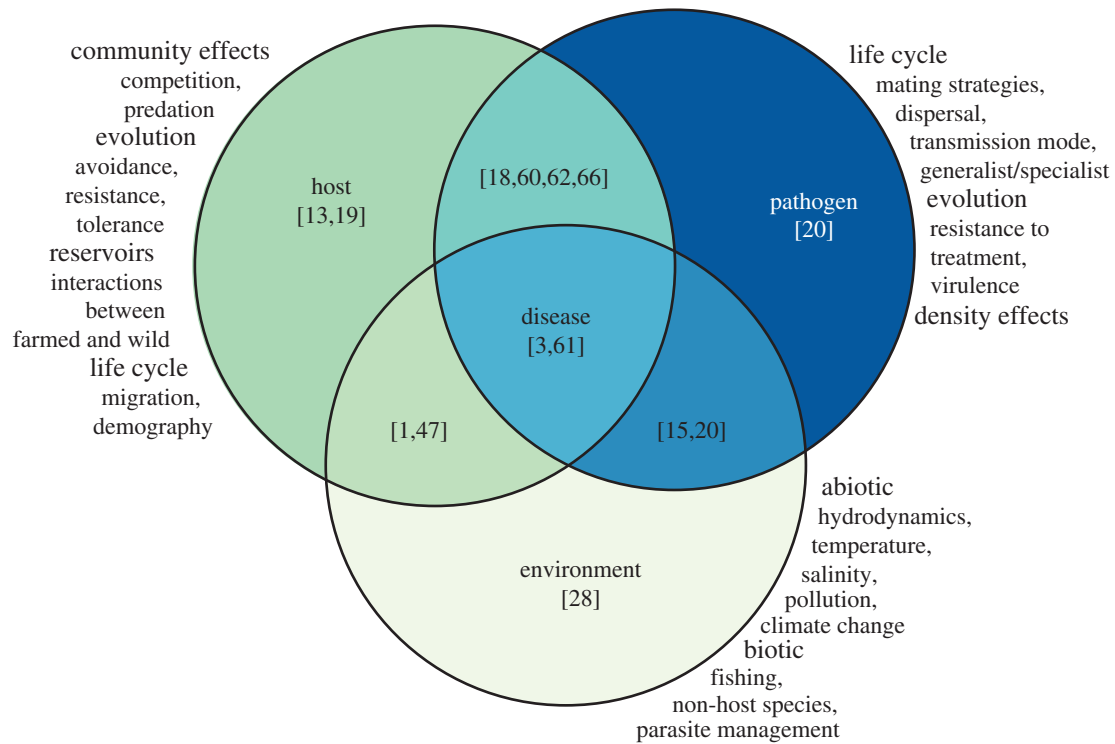 community effects
competition,
predation
evolution
avoidance,
resistance,
tolerance
reservoirs
interactions
between
farmed and wild
life cycle
migration,
demography
host
[13,19]
[18,60,62,66]
pathogen
[20]
life cycle
mating strategies,
dispersal,
transmission mode,
generalist/specialist
evolution
resistance to
treatment,
virulence
density effects
disease
[3,61]
[1,47]
[15,20]
environment
[28]
abiotic
hydrodynamics,
temperature,
salinity,
pollution,
climate change
biotic
fishing,
non-host species,
parasite management